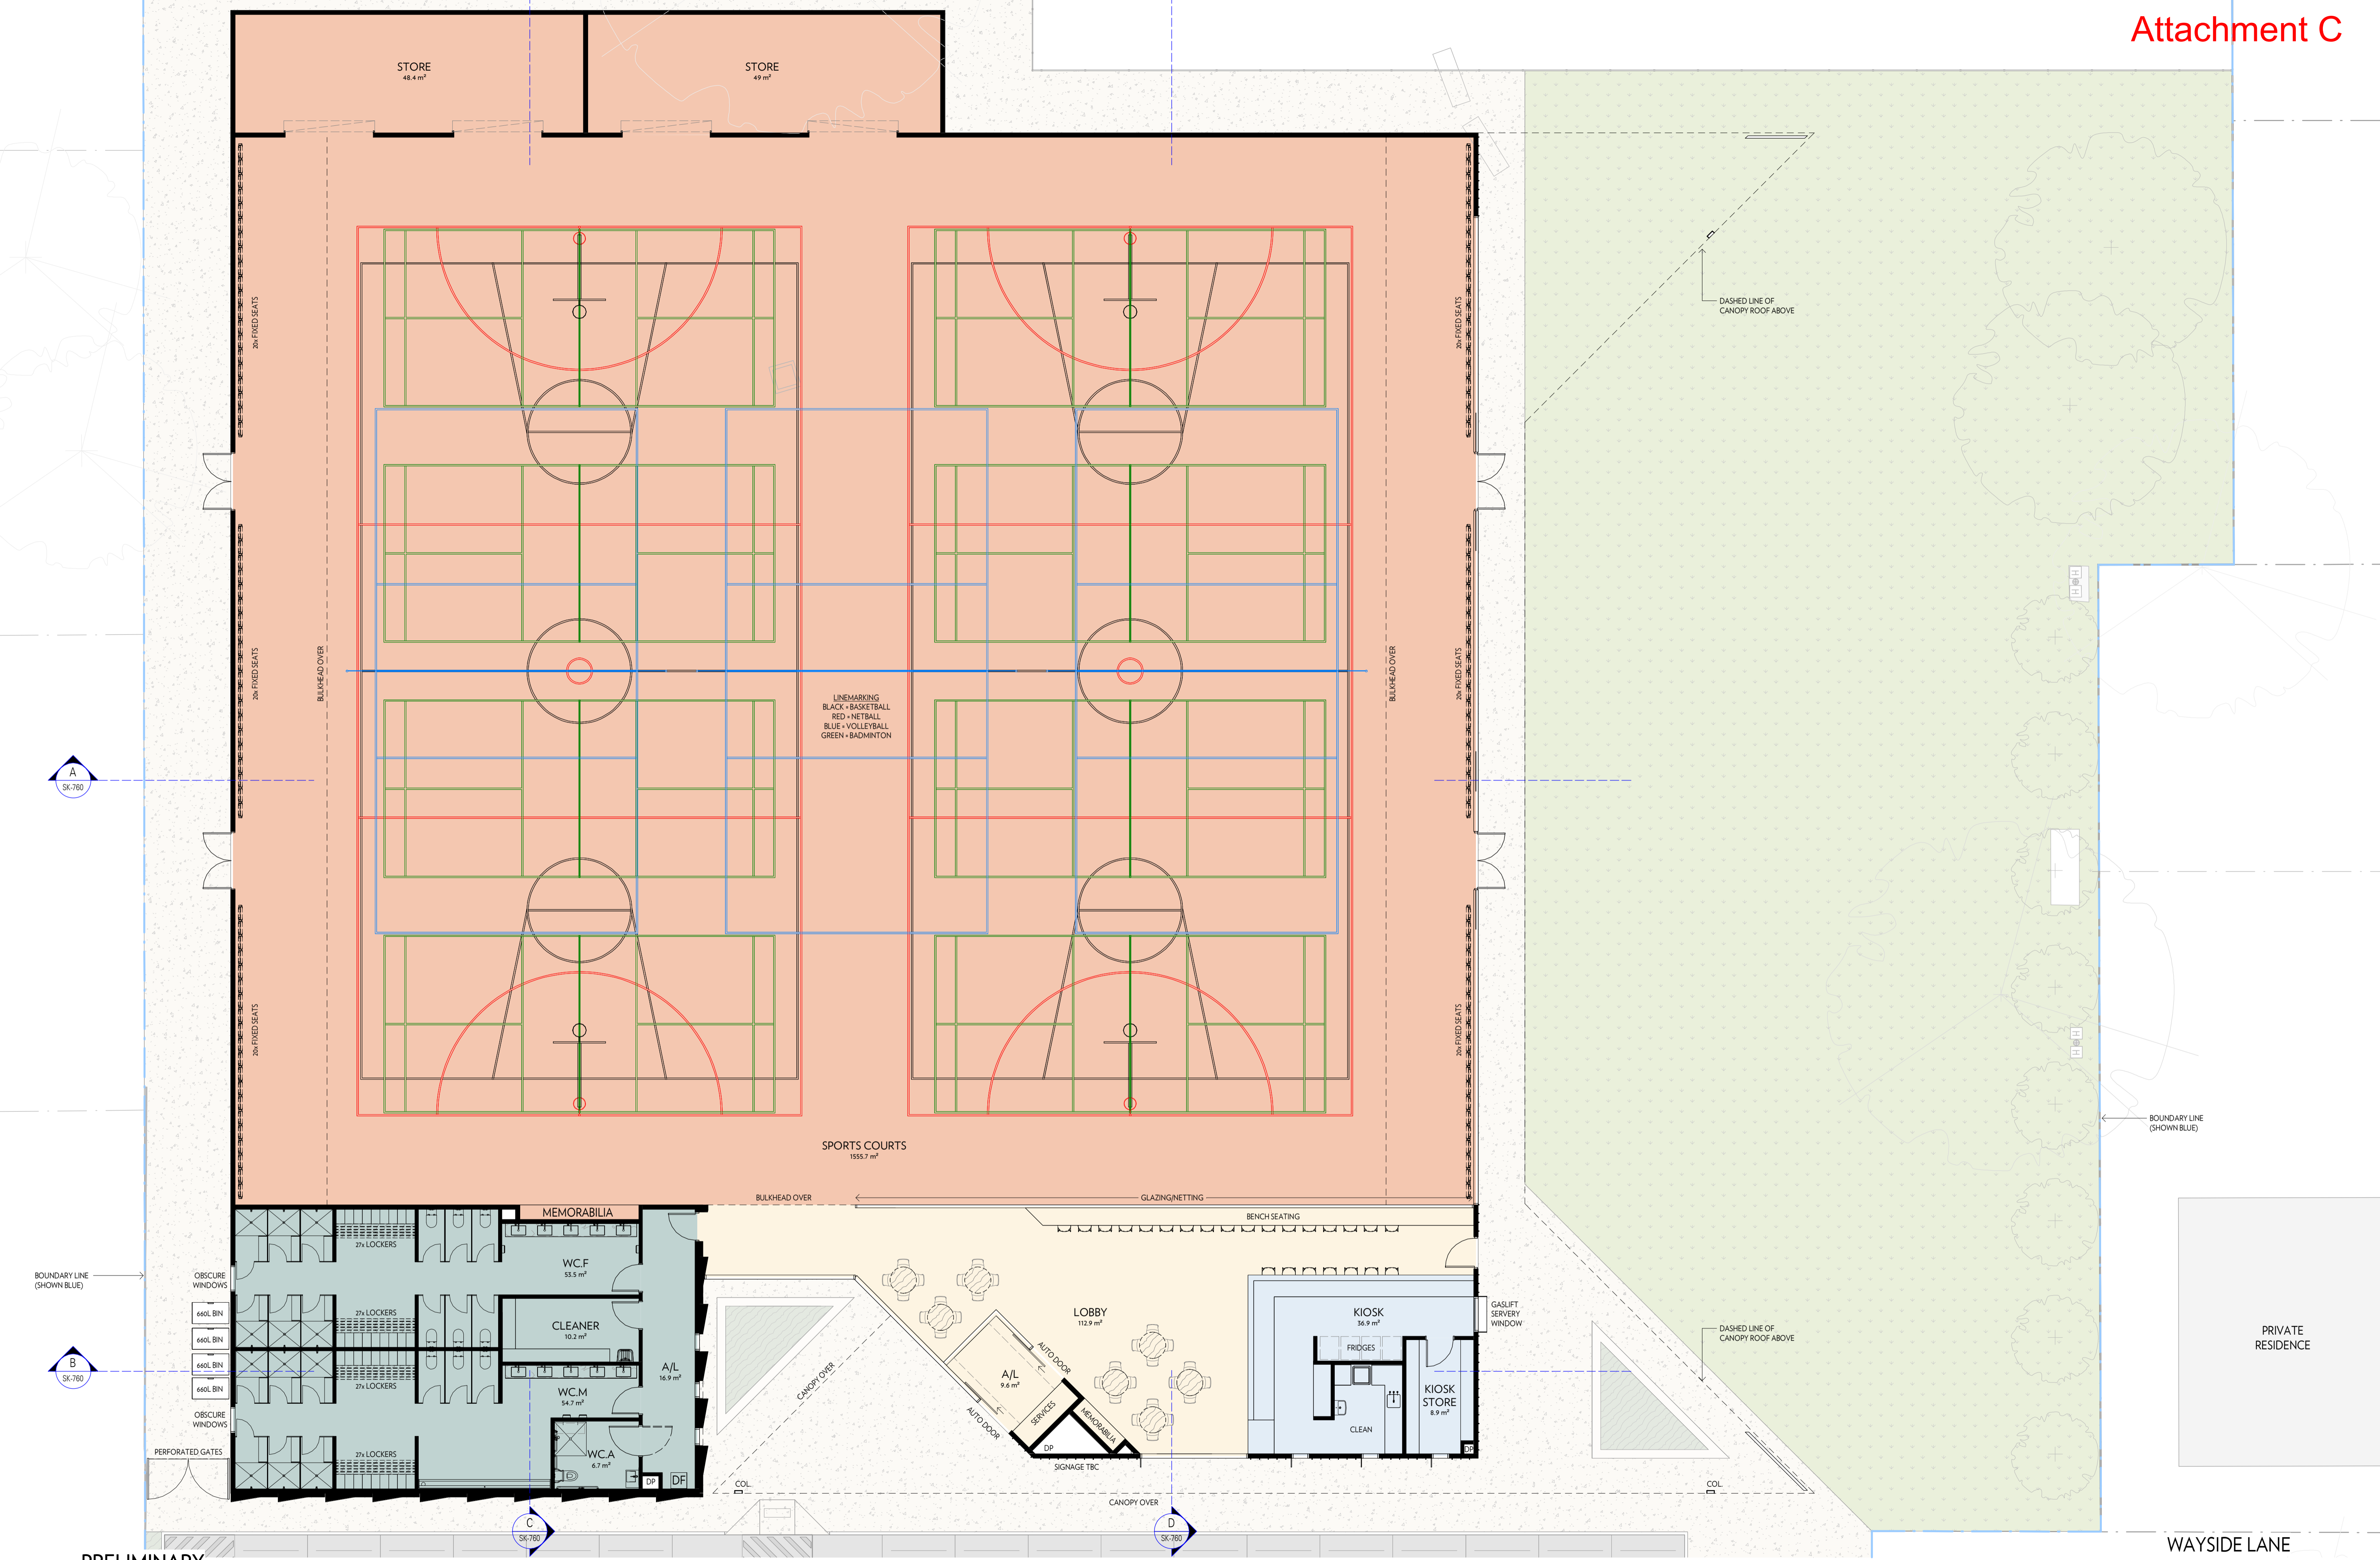 Attachment C
STORE
48.4 m²
STORE
49 m²
20x FIXED SEATS
20x FIXED SEATS
DASHED LINE OF
CANOPY ROOF ABOVE
20x FIXED SEATS
BULKHEAD OVER
BULKHEAD OVER
20x FIXED SEATS
LINEMARKING
BLACK = BASKETBALL
RED = NETBALL
BLUE = VOLLEYBALL
GREEN = BADMINTON
A
SK-760
20x FIXED SEATS
20x FIXED SEATS
SPORTS COURTS
1555.7 m²
BOUNDARY LINE
(SHOWN BLUE)
BULKHEAD OVER
GLAZING/NETTING
MEMORABILIA
BENCH SEATING
27x LOCKERS
WC.F
53.5 m²
BOUNDARY LINE
(SHOWN BLUE)
OBSCURE
WINDOWS
660L BIN
660L BIN
660L BIN
660L BIN
27x LOCKERS
CLEANER
10.2 m²
LOBBY
112.9 m²
KIOSK
36.9 m²
GASLIFT
SERVERY
WINDOW
FRIDGES
DASHED LINE OF
CANOPY ROOF ABOVE
PRIVATE
RESIDENCE
B
SK-760
27x LOCKERS
A/L
16.9 m²
CANOPY OVER
AUTO DOOR
A/L
9.6 m²
WC.M
54.7 m²
KIOSK
STORE
8.9 m²
OBSCURE
WINDOWS
AUTO DOOR
SERVICES
MEMORABILIA
CLEAN
PERFORATED GATES
27x LOCKERS
WC.A
6.7 m²
DP
DP
SIGNAGE TBC
DP
DF
COL.
COL.
CANOPY OVER
C
SK-760
D
SK-760
WAYSIDE LANE
PRELIMINARY